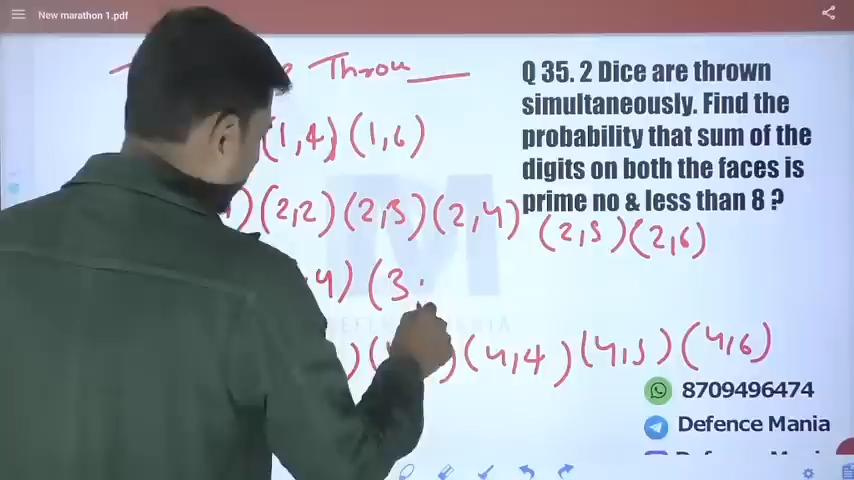 New marathon 1.pdf
Throu
Q 35. 2 Dice are thrown
simultaneously. Find the
probability that sum of the
digits on both the faces is
prime no & less than 8 ?
(1,4) (1,6)
(2,2) (2,3) (2,4) (2,5) (2,6)
4) (3
(4,4) (4,5) (4,6)
8709496474
Defence Mania